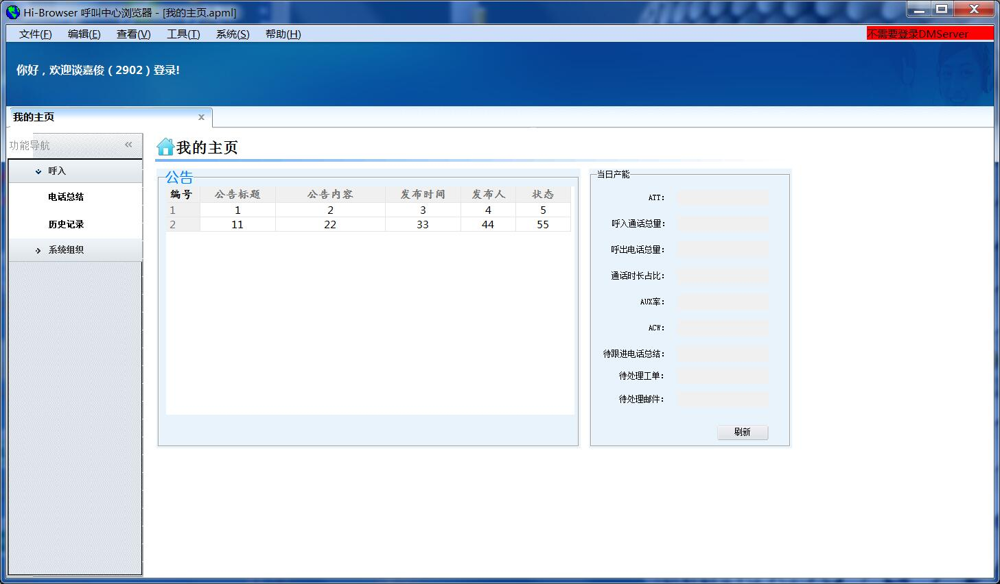 Hi-Browser 呼叫中心浏览器 - [我的主页.apml]
文件(F) 编辑(E) 查看(V) 工具(T) 系统(S) 帮助(H) 不需要登录DMServer
你好，欢迎谈嘉俊（2902）登录!
我的主页 x
功能导航 «
呼入
电话总结
历史记录
系统组织
我的主页
公告
编号 公告标题 公告内容 发布时间 发布人 状态
1 1 2 3 4 5
2 11 22 33 44 55
当日产能
ATT：
呼入通话总量：
呼出电话总量：
通话时长占比：
AUX率：
ACW：
待跟进电话总结：
待处理工单：
待处理邮件：
刷新